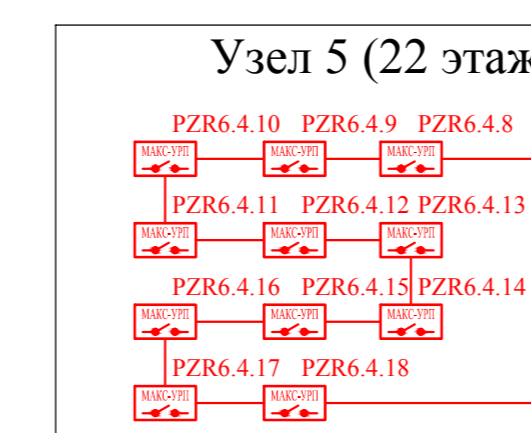 Узел 5 (22 этаж
PZR6.4.10 PZR6.4.9 PZR6.4.8
МАКС-УРП МАКС-УРП МАКС-УРП
PZR6.4.11 PZR6.4.12 PZR6.4.13
МАКС-УРП МАКС-УРП МАКС-УРП
PZR6.4.16 PZR6.4.15 PZR6.4.14
МАКС-УРП МАКС-УРП МАКС-УРП
PZR6.4.17 PZR6.4.18
МАКС-УРП МАКС-УРП